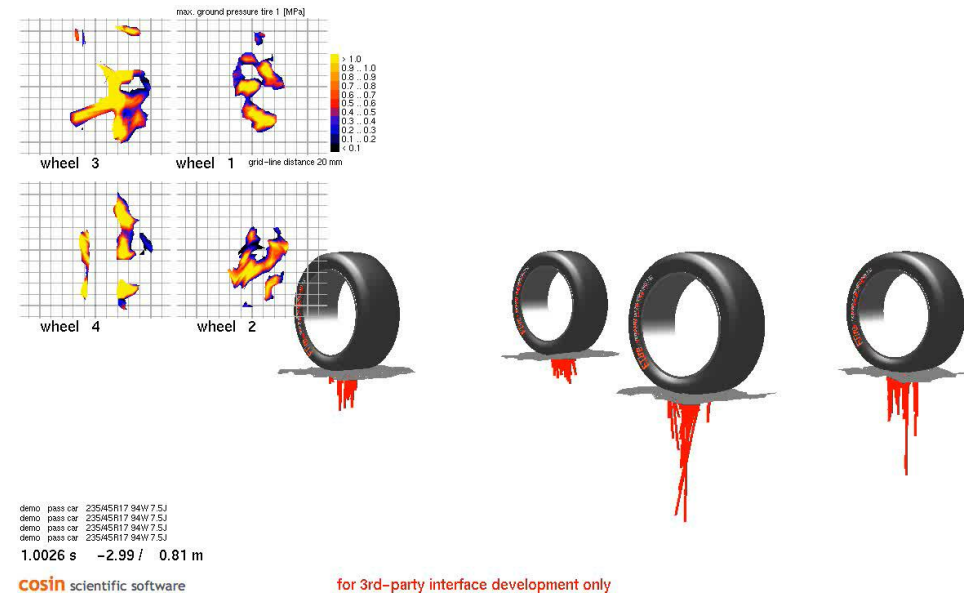 max. ground pressure tire 1 [MPa]
> 1.0
0.9 .. 1.0
0.8 .. 0.9
0.7 .. 0.8
0.6 .. 0.7
0.5 .. 0.6
0.4 .. 0.5
0.3 .. 0.4
0.2 .. 0.3
0.1 .. 0.2
< 0.1
wheel 3
wheel 1
grid-line distance 20 mm
wheel 4
wheel 2
demo pass car 235/45R17 94W 7.5J
demo pass car 235/45R17 94W 7.5J
demo pass car 235/45R17 94W 7.5J
demo pass car 235/45R17 94W 7.5J
1.0026 s -2.99 / 0.81 m
cosin scientific software
for 3rd-party interface development only